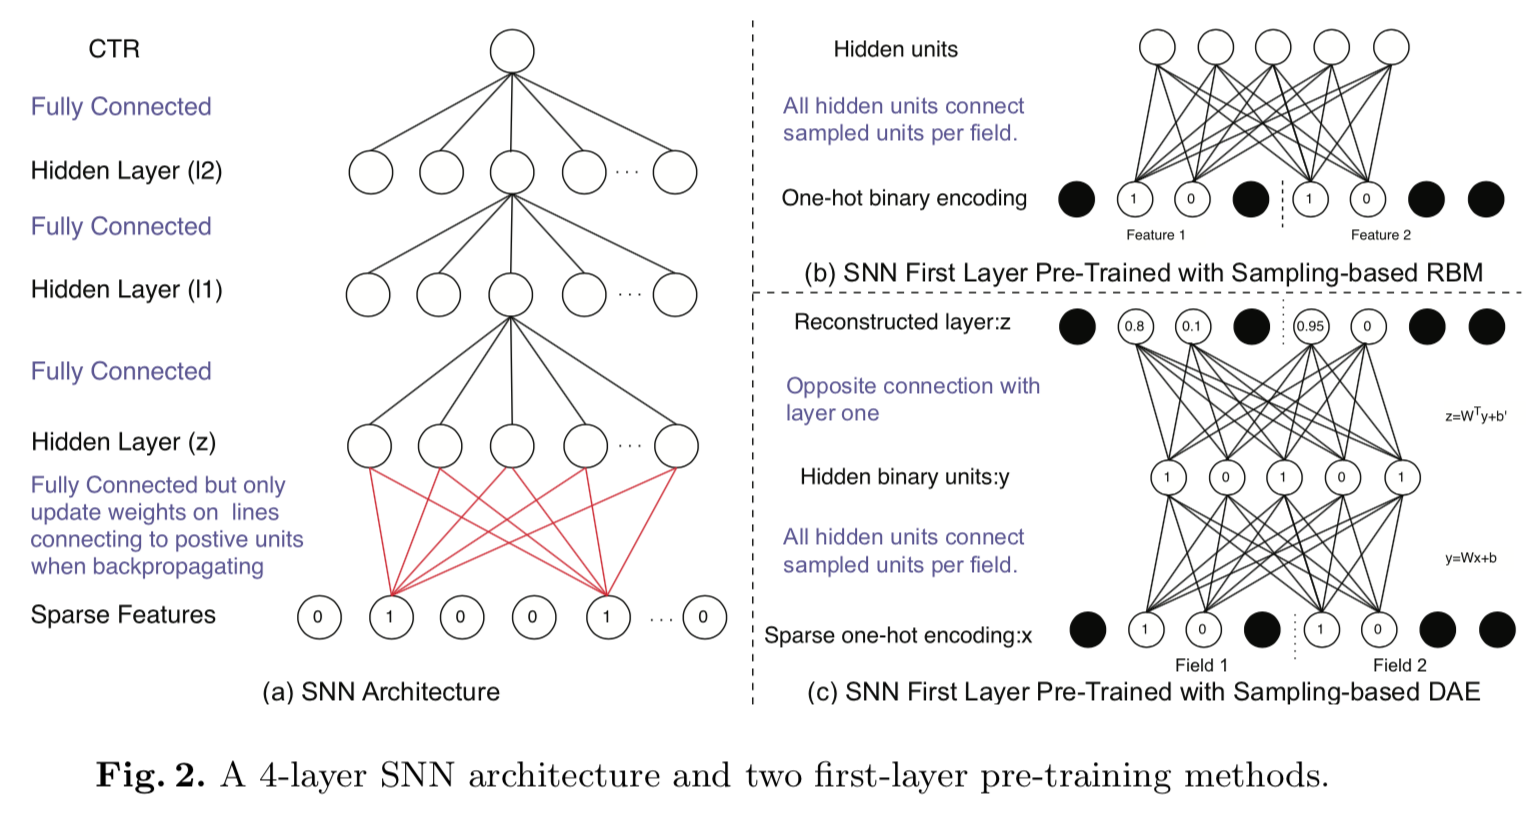 CTR
Fully Connected
Hidden Layer (l2)
· · ·
Fully Connected
Hidden Layer (l1)
· · ·
Fully Connected
Hidden Layer (z)
· · ·
Fully Connected but only
update weights on lines
connecting to postive units
when backpropagating
Sparse Features
0 1 0 0 1 · · · 0
(a) SNN Architecture
Hidden units
All hidden units connect
sampled units per field.
One-hot binary encoding
1 0 1 0
Feature 1 Feature 2
(b) SNN First Layer Pre-Trained with Sampling-based RBM
Reconstructed layer:z
0.8 0.1 0.95 0
Opposite connection with
layer one
z=Wᵀy+b'
Hidden binary units:y
1 0 1 0 1
All hidden units connect
sampled units per field.
y=Wx+b
Sparse one-hot encoding:x
1 0 1 0
Field 1 Field 2
(c) SNN First Layer Pre-Trained with Sampling-based DAE
Fig. 2. A 4-layer SNN architecture and two first-layer pre-training methods.